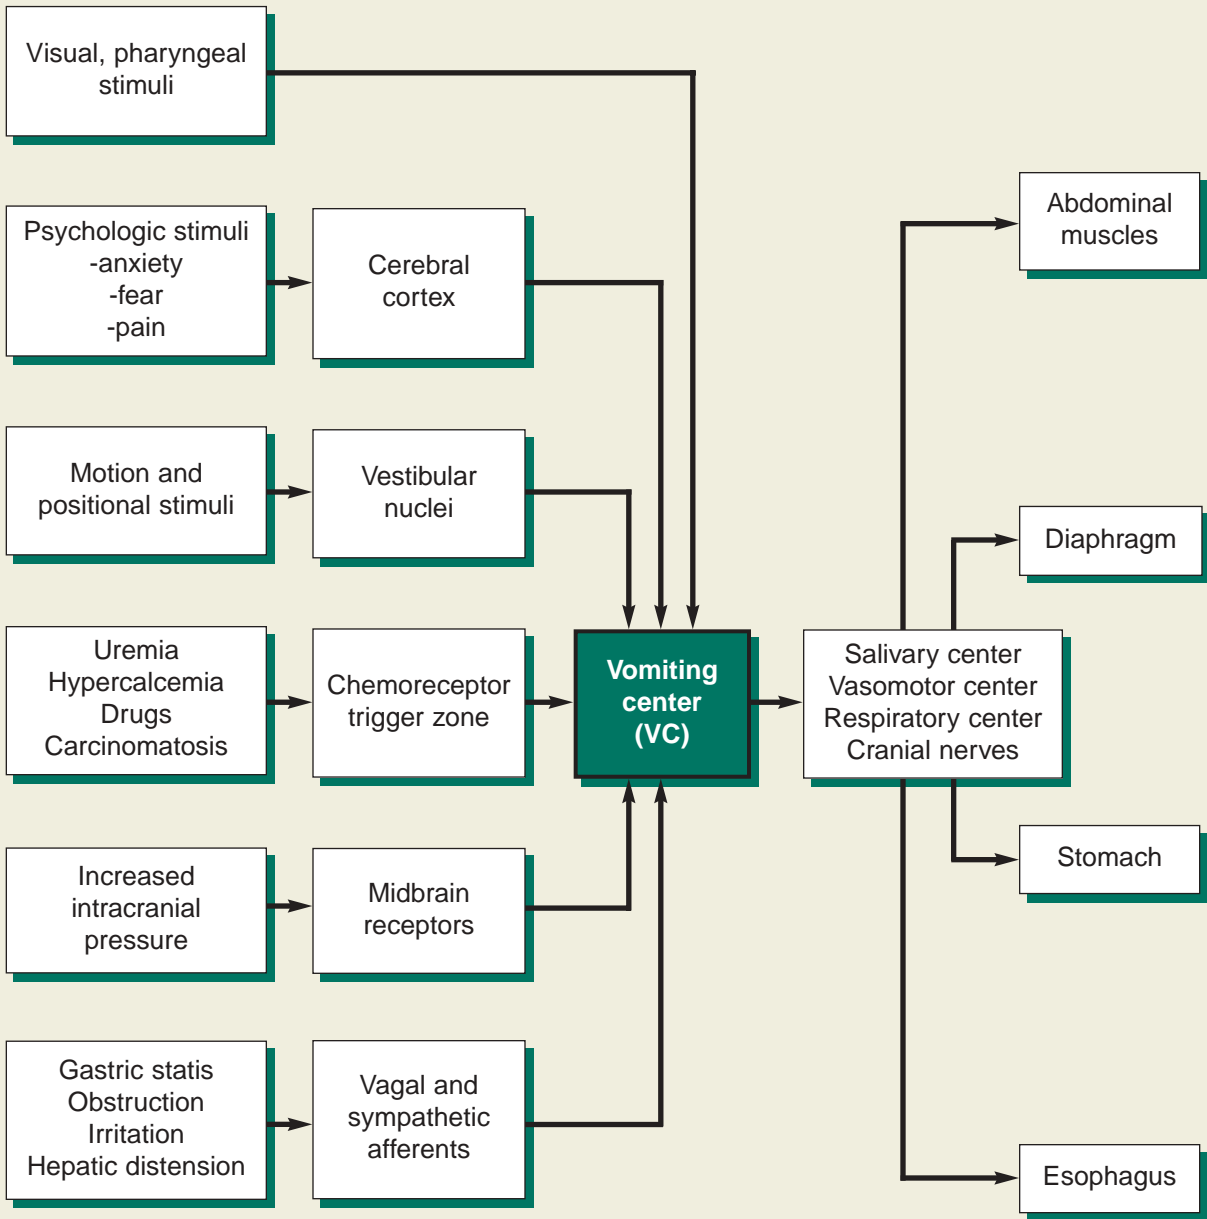 Visual, pharyngeal
stimuli
Psychologic stimuli
-anxiety
-fear
-pain
Cerebral
cortex
Abdominal
muscles
Motion and
positional stimuli
Vestibular
nuclei
Diaphragm
Uremia
Hypercalcemia
Drugs
Carcinomatosis
Chemoreceptor
trigger zone
Vomiting
center
(VC)
Salivary center
Vasomotor center
Respiratory center
Cranial nerves
Increased
intracranial
pressure
Midbrain
receptors
Stomach
Gastric statis
Obstruction
Irritation
Hepatic distension
Vagal and
sympathetic
afferents
Esophagus